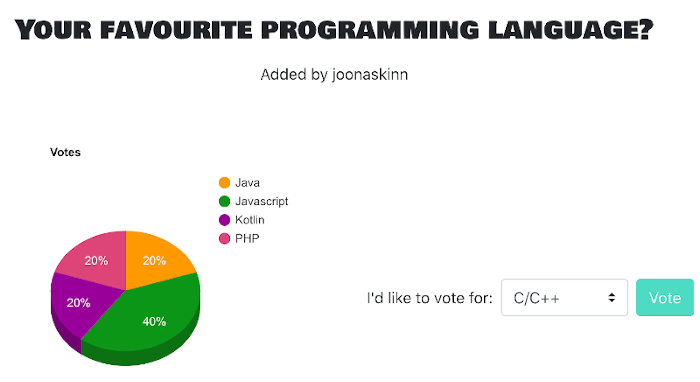 YOUR FAVOURITE PROGRAMMING LANGUAGE?
Added by joonaskinn
Votes
Java
Javascript
Kotlin
PHP
20%
20%
20%
40%
I'd like to vote for:
C/C++
Vote